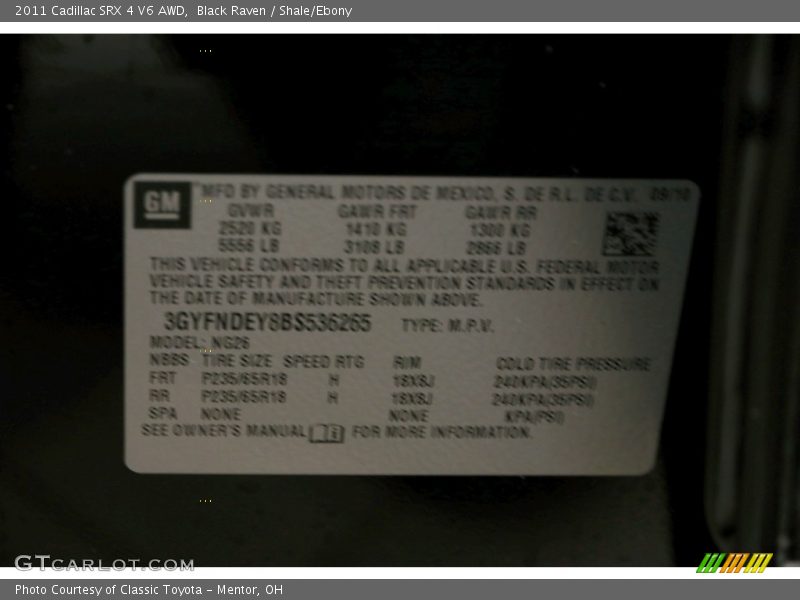 2011 Cadillac SRX 4 V6 AWD, Black Raven / Shale/Ebony
GM MFD BY GENERAL MOTORS DE MEXICO, S. DE R.L. DE C.V. 09/10
GVWR GAWR FRT GAWR RR
2520 KG 1410 KG 1300 KG
5556 LB 3108 LB 2866 LB
THIS VEHICLE CONFORMS TO ALL APPLICABLE U.S. FEDERAL MOTOR
VEHICLE SAFETY AND THEFT PREVENTION STANDARDS IN EFFECT ON
THE DATE OF MANUFACTURE SHOWN ABOVE.
3GYFNDEY8BS536265 TYPE: M.P.V.
MODEL: NG26
NBBS TIRE SIZE SPEED RTG RIM COLD TIRE PRESSURE
FRT P235/65R18 H 18X8J 240KPA(35PSI)
RR P235/65R18 H 18X8J 240KPA(35PSI)
SPA NONE NONE KPA(PSI)
SEE OWNER'S MANUAL FOR MORE INFORMATION.
GTCARLOT.COM
Photo Courtesy of Classic Toyota - Mentor, OH